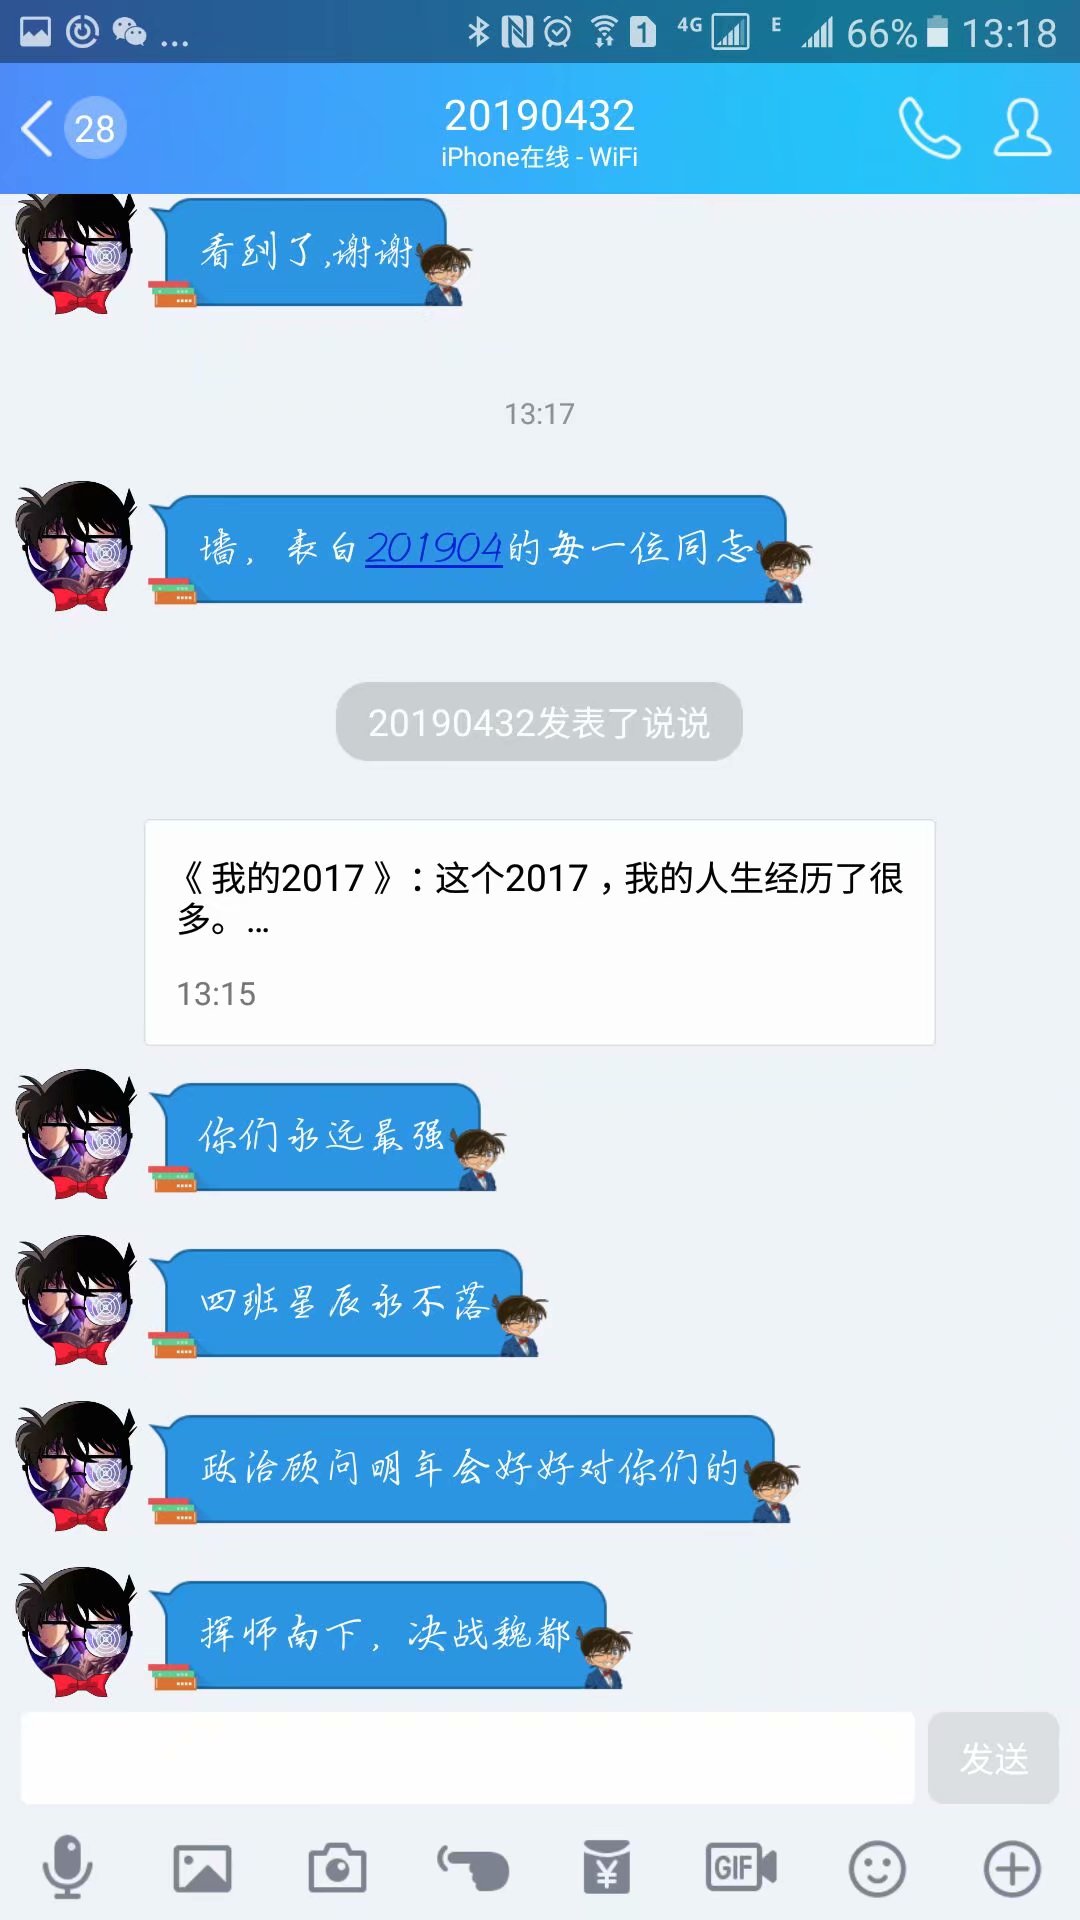 ... 1 4G E 66% 13:18
28
20190432
iPhone在线 - WiFi
看到了,谢谢
13:17
墙，表白201904的每一位同志
20190432发表了说说
《我的2017》：这个2017，我的人生经历了很
多。...
13:15
你们永远最强
四班星辰永不落
政治顾问明年会好好对你们的
挥师南下，决战魏都
发送
GIF